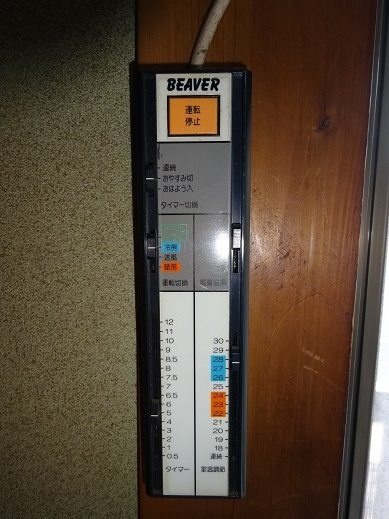 BEAVER
運転
停止
連続
おやすみ切
おはよう入
タイマー切換
冷房
送風
暖房
運転切換
12
11
10
9
8.5
8
7.5
7
6.5
6
5
4
3
2
1
0.5
タイマー
30
29
28
27
26
25
24
23
22
21
20
19
18
連続
室温調節